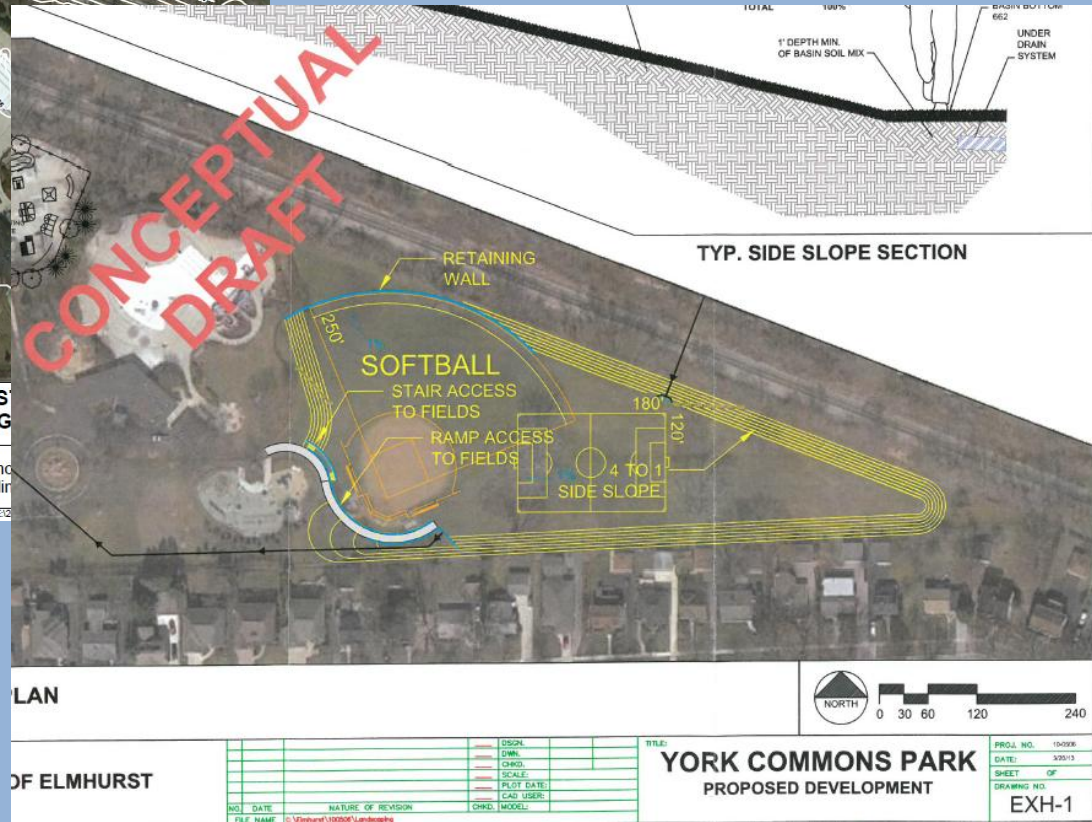 TOTAL 100%
BASIN BOTTOM
662
1' DEPTH MIN.
OF BASIN SOIL MIX
UNDER
DRAIN
SYSTEM
TYP. SIDE SLOPE SECTION
CONCEPTUAL
DRAFT
RETAINING
WALL
250'
SOFTBALL
STAIR ACCESS
TO FIELDS
RAMP ACCESS
TO FIELDS
180'
120'
4 TO 1
SIDE SLOPE
PLAN
NORTH
0 30 60 120 240
OF ELMHURST
NO. DATE NATURE OF REVISION CHKD.
FILE NAME
DSGN.
DWN.
CHKD.
SCALE:
PLOT DATE:
CAD USER:
MODEL:
TITLE:
YORK COMMONS PARK
PROPOSED DEVELOPMENT
PROJ. NO.
DATE:
SHEET OF
DRAWING NO.
EXH-1